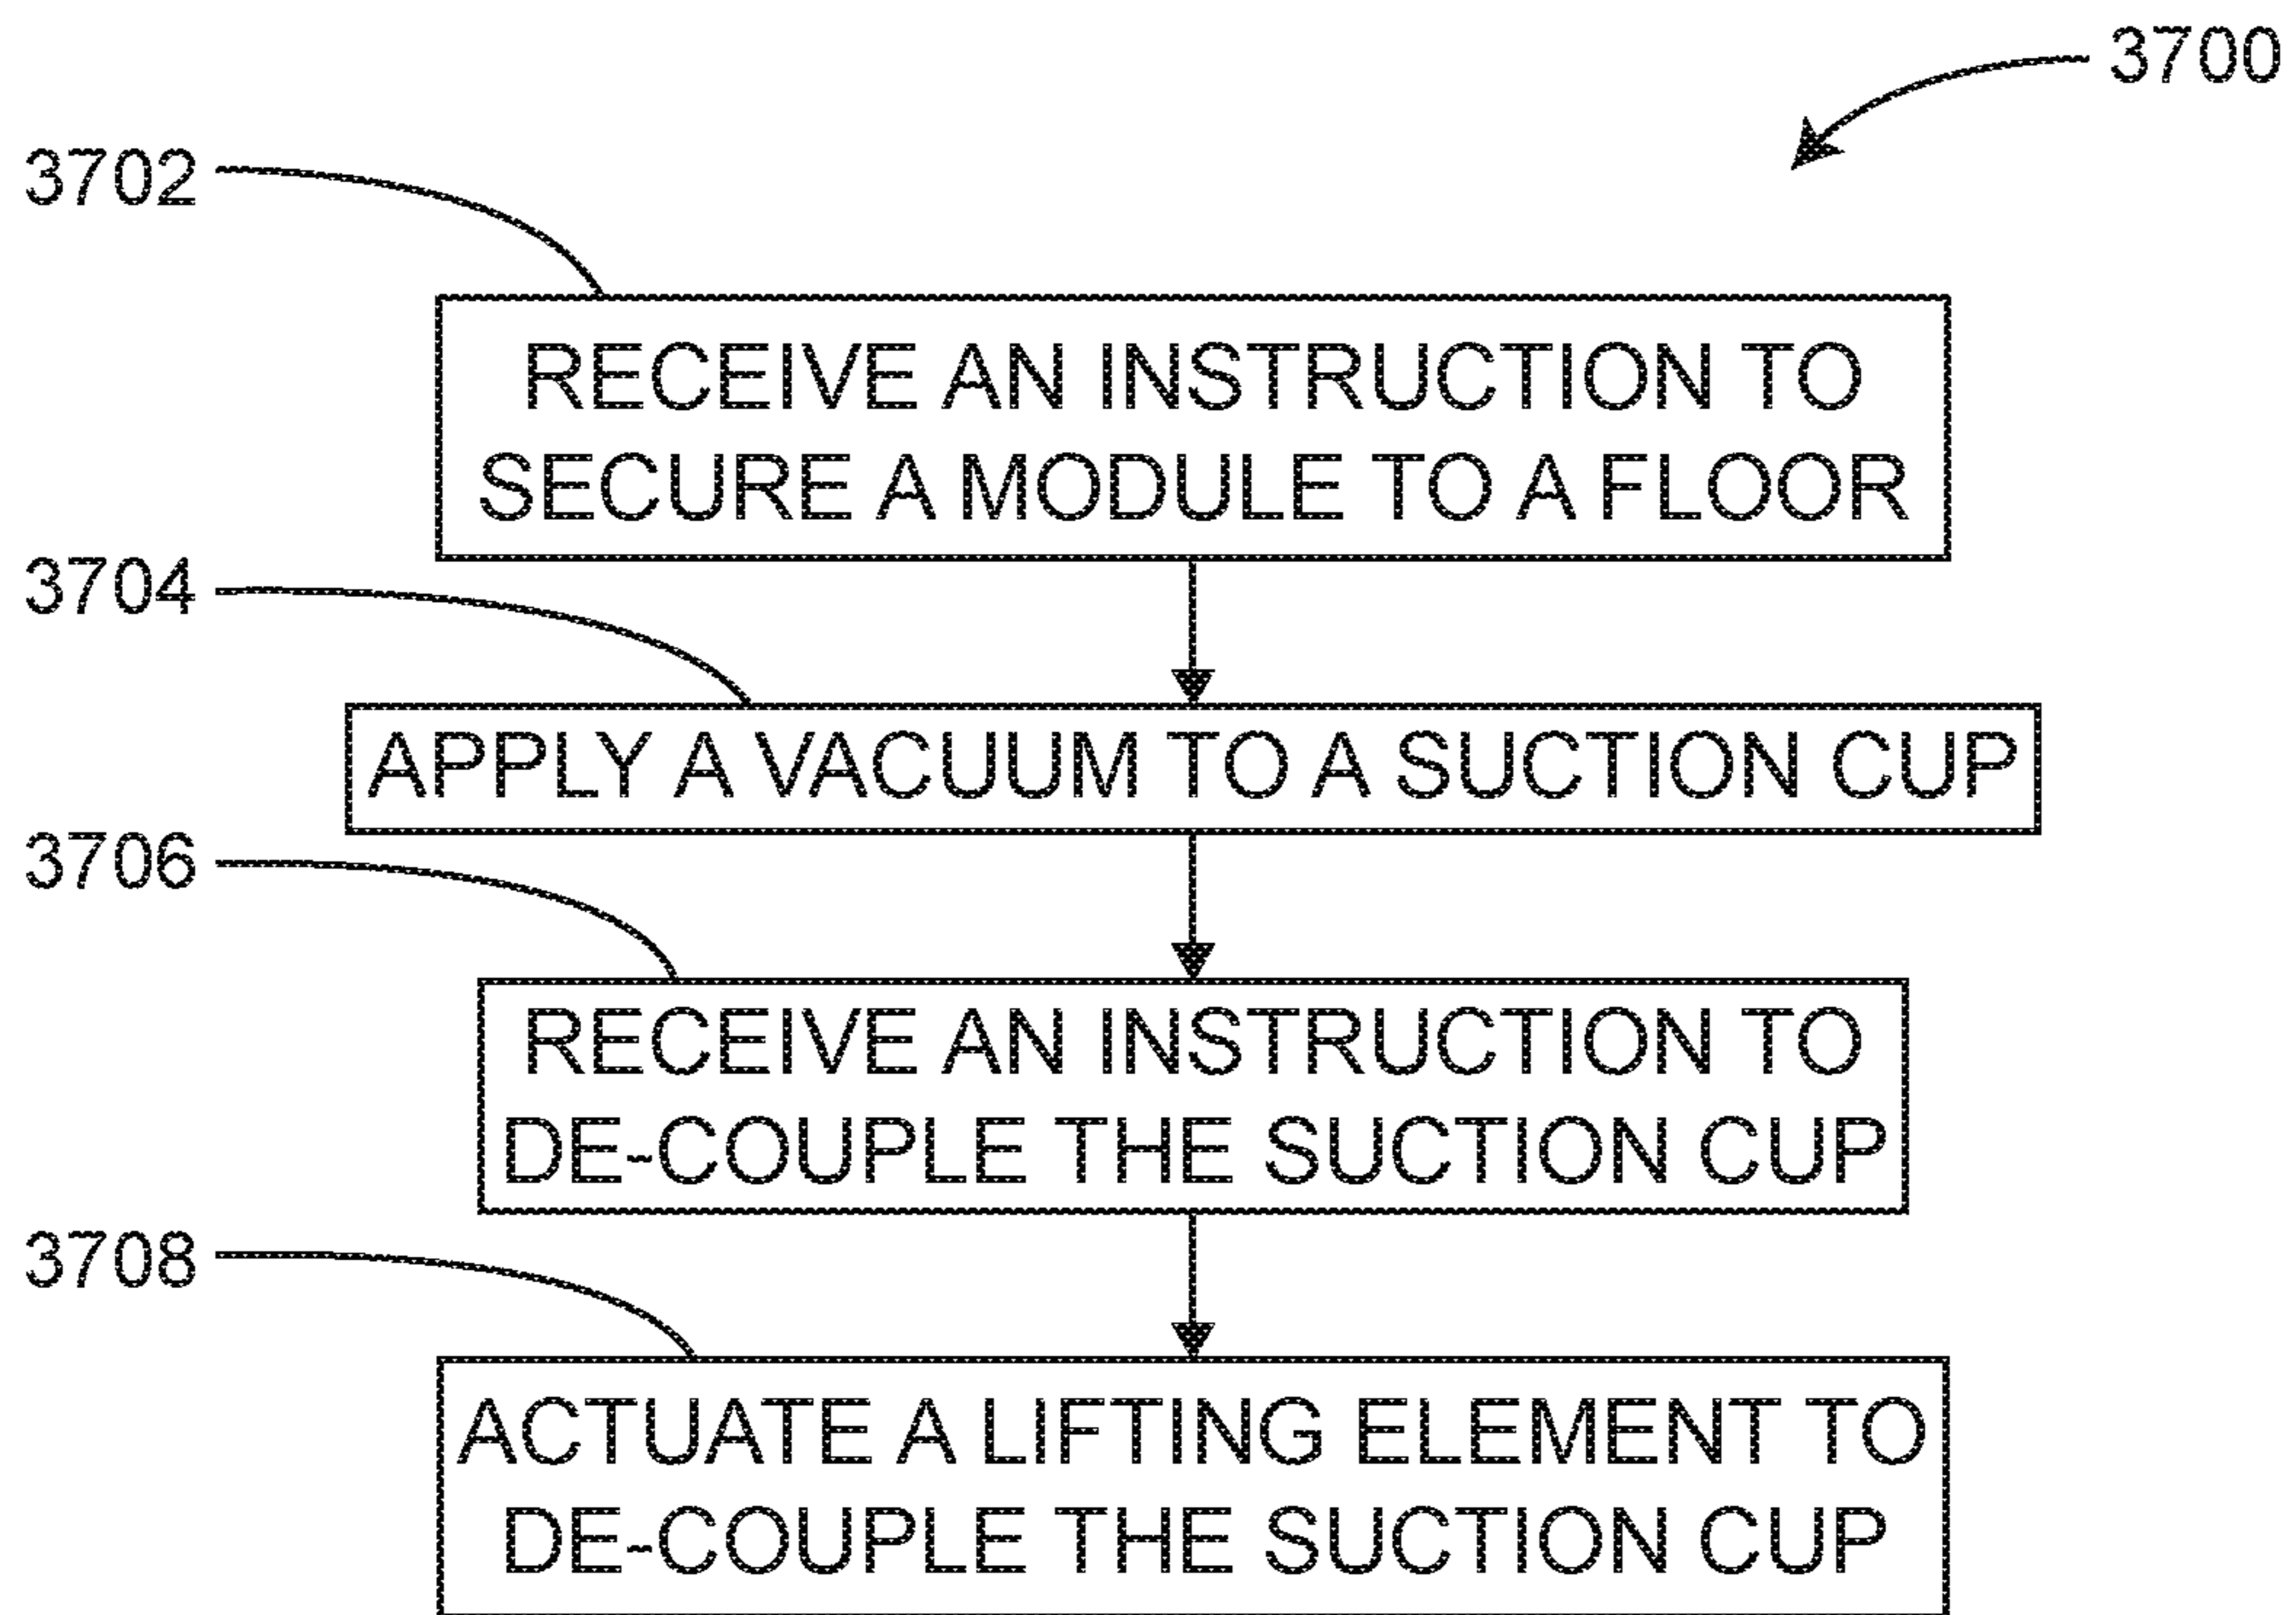 3700
3702
RECEIVE AN INSTRUCTION TO
SECURE A MODULE TO A FLOOR
3704
APPLY A VACUUM TO A SUCTION CUP
3706
RECEIVE AN INSTRUCTION TO
DE-COUPLE THE SUCTION CUP
3708
ACTUATE A LIFTING ELEMENT TO
DE-COUPLE THE SUCTION CUP